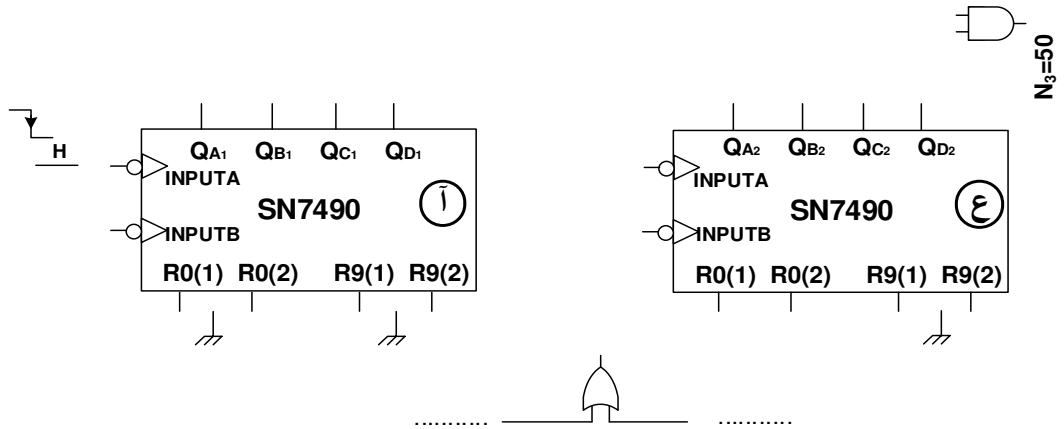 N3=50
H
QA1 QB1 QC1 QD1
INPUTA
SN7490
آ
INPUTB
R0(1) R0(2) R9(1) R9(2)
QA2 QB2 QC2 QD2
INPUTA
SN7490
ع
INPUTB
R0(1) R0(2) R9(1) R9(2)
.......... ..........